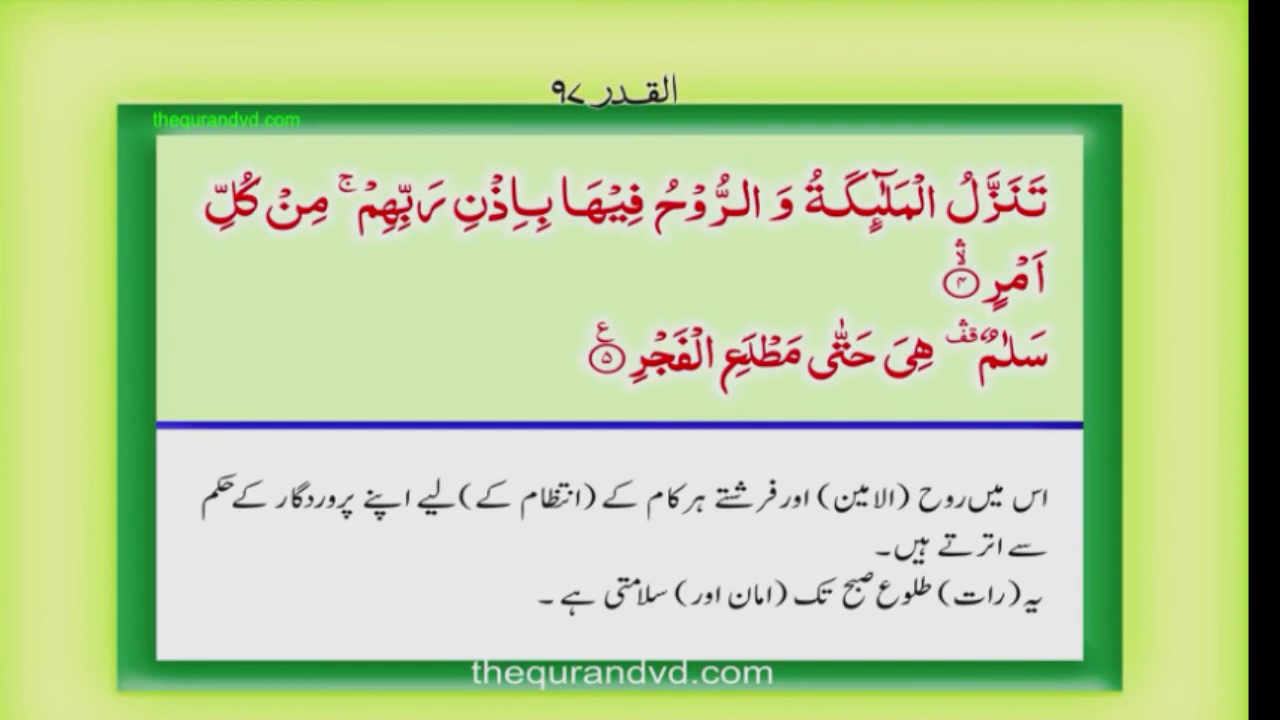 القدر ٩٧
thequrandvd.com
تَنَزَّلُ الْمَلٰٓئِكَةُ وَ الرُّوْحُ فِيْهَا بِاِذْنِ رَبِّهِمْ ۚ مِنْ كُلِّ
اَمْرٍ ۙۛ ﴿۴﴾
سَلٰمٌ ۛ۟ هِيَ حَتّٰى مَطْلَعِ الْفَجْرِ ﴿۵﴾ ع
اس میں روح (الامین) اور فرشتے ہر کام کے (انتظام کے) لیے اپنے پروردگار کے حکم
سے اترتے ہیں۔
یہ (رات) طلوع صبح تک (امان اور) سلامتی ہے ۔
thequrandvd.com